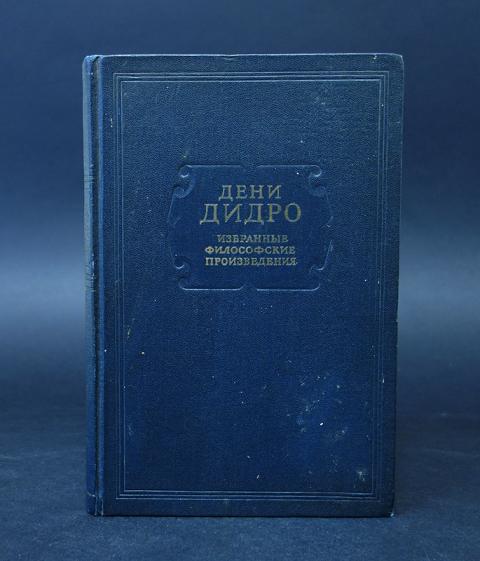 ДЕНИ
ДИДРО
ИЗБРАННЫЕ
ФИЛОСОФСКИЕ
ПРОИЗВЕДЕНИЯ